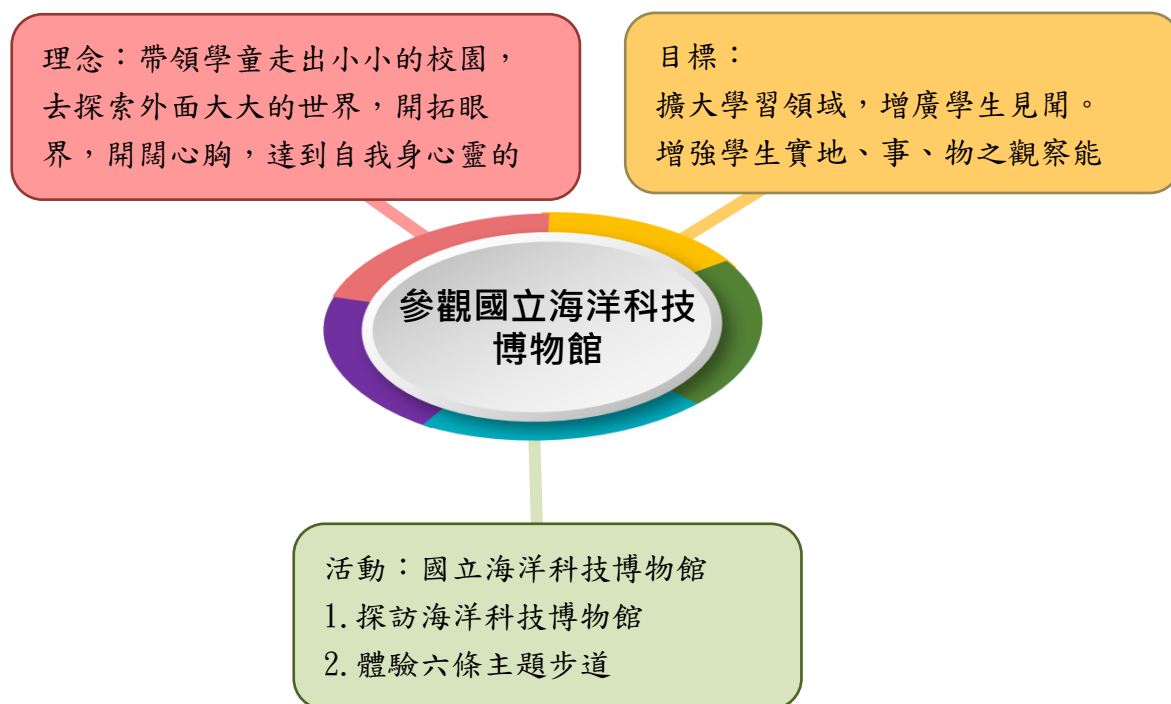 理念：帶領學童走出小小的校園，
去探索外面大大的世界，開拓眼
界，開闊心胸，達到自我身心靈的
目標：
擴大學習領域，增廣學生見聞。
增強學生實地、事、物之觀察能
參觀國立海洋科技
博物館
活動：國立海洋科技博物館
1.探訪海洋科技博物館
2.體驗六條主題步道